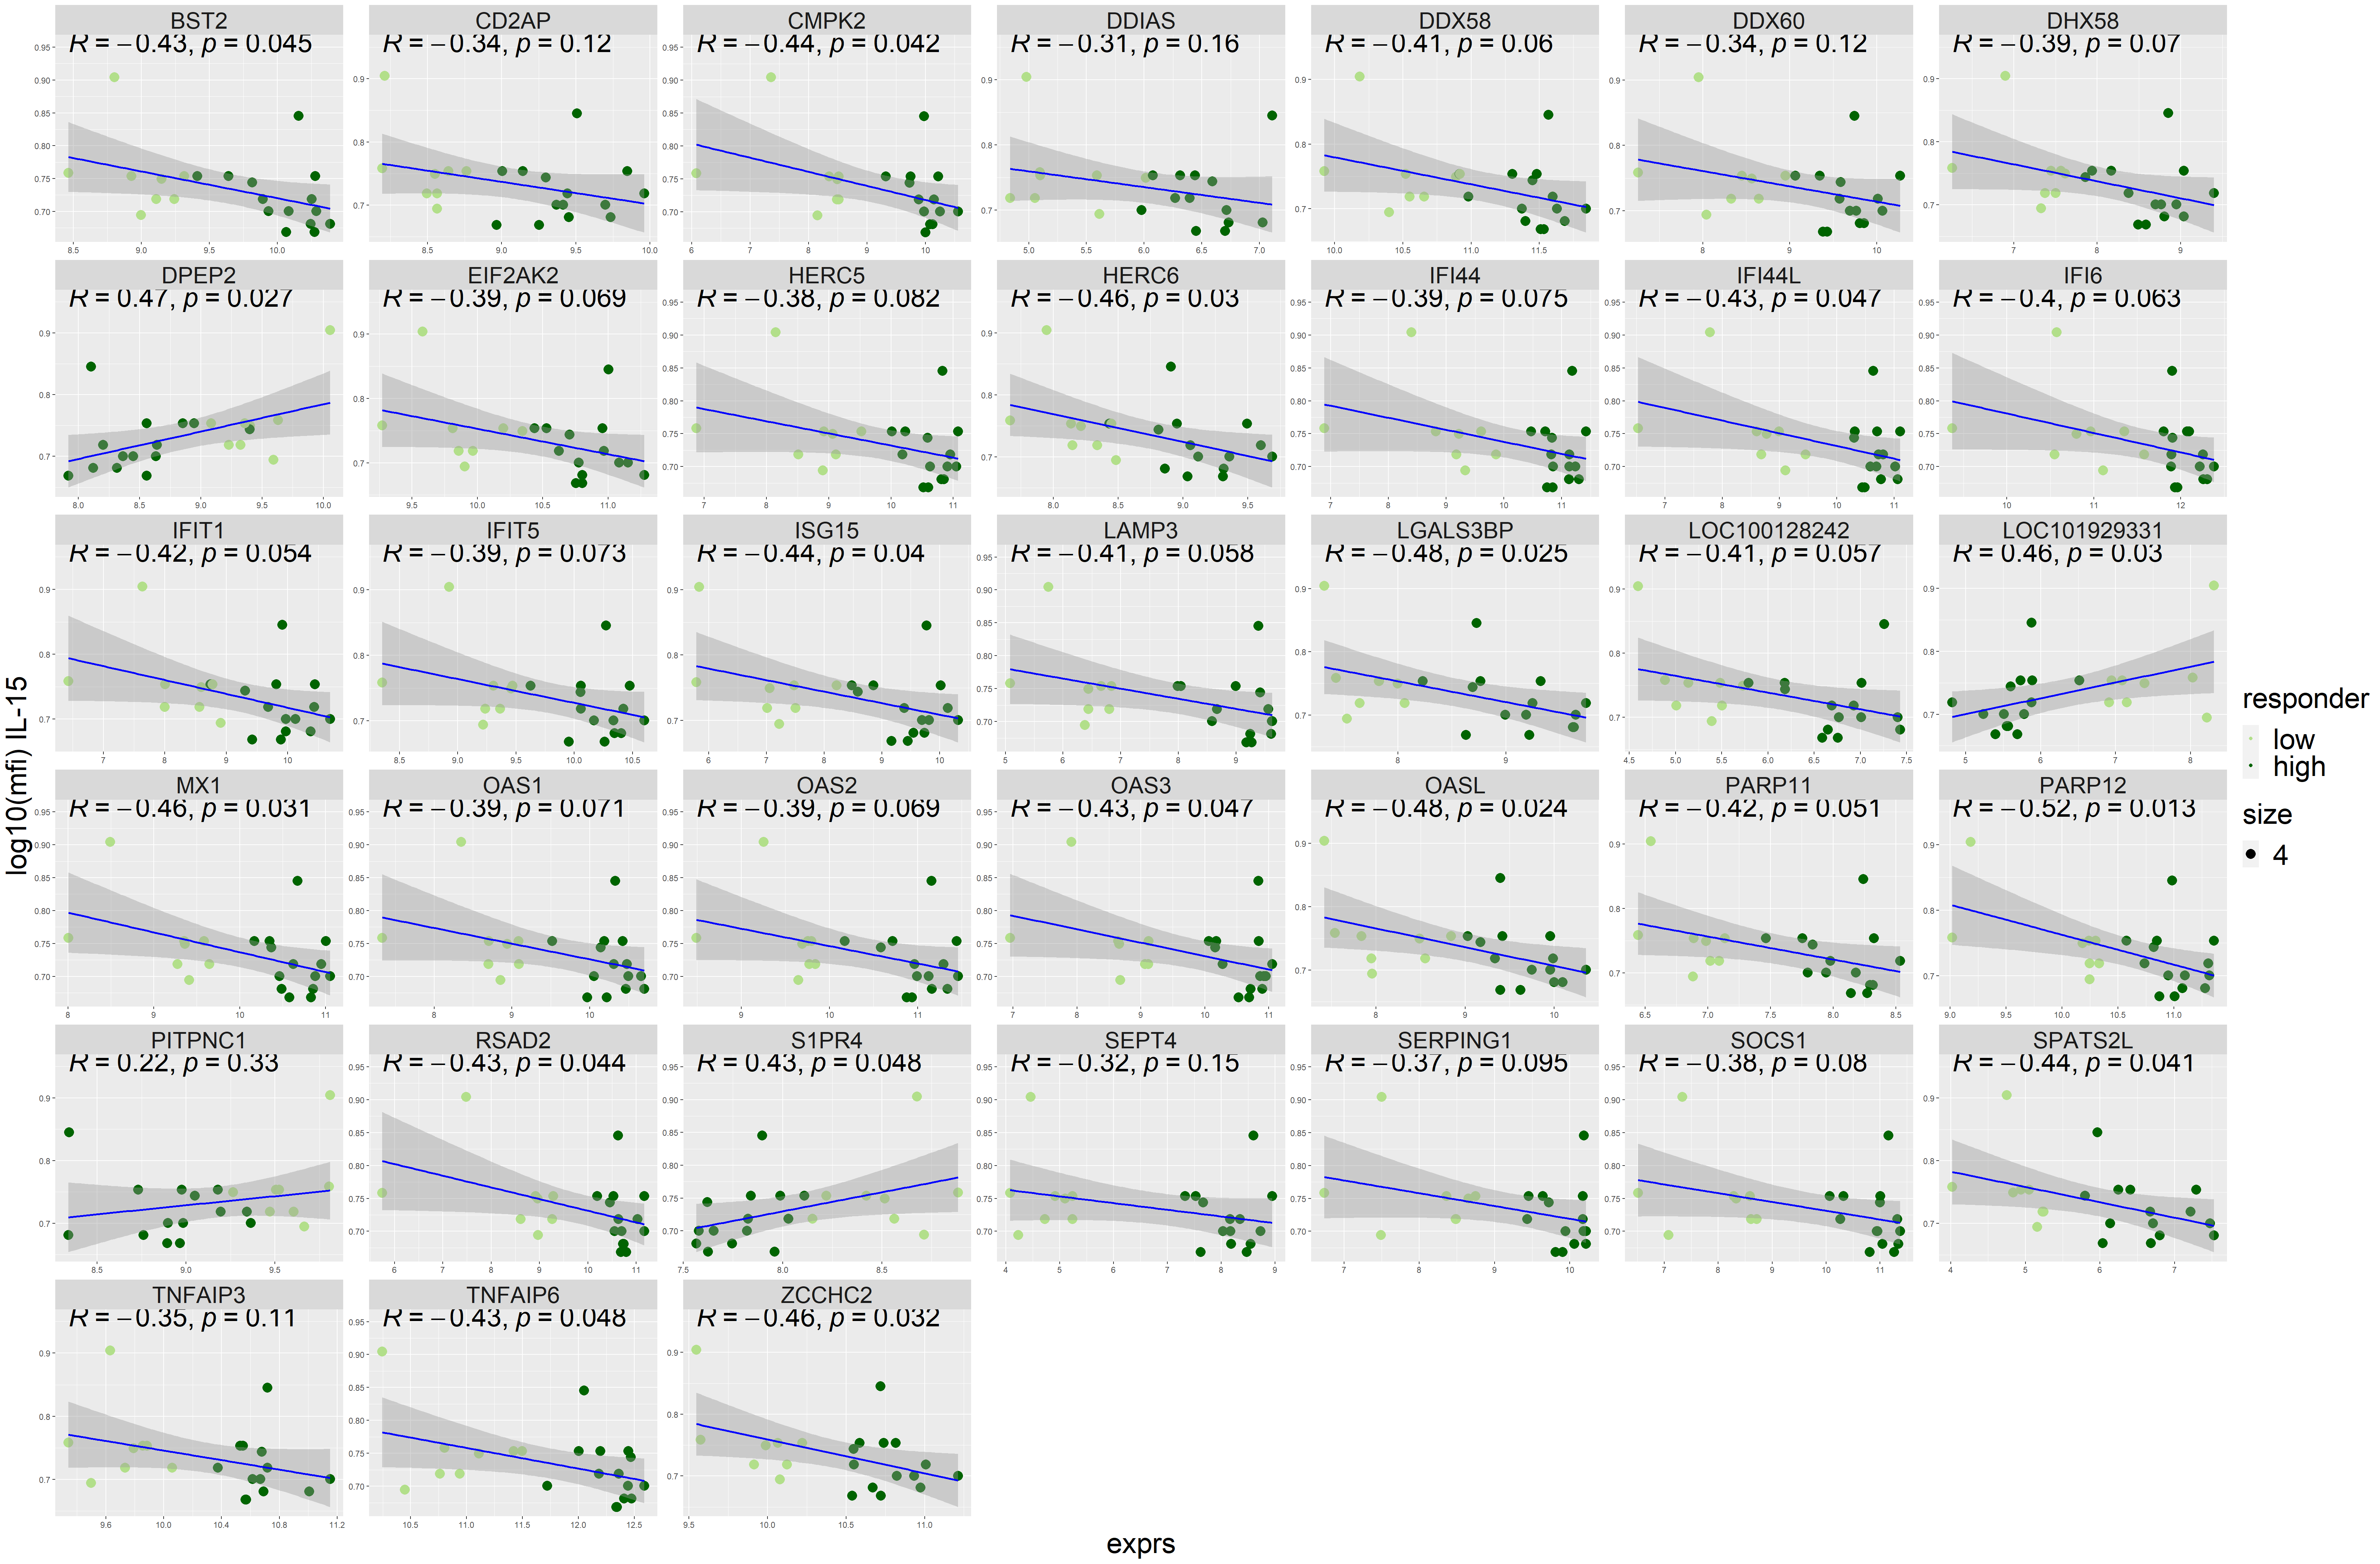 BST2 CD2AP CMPK2 DDIAS DDX58 DDX60 DHX58
R = −0.43, p = 0.045 R = −0.34, p = 0.12 R = −0.44, p = 0.042 R = −0.31, p = 0.16 R = −0.41, p = 0.06 R = −0.34, p = 0.12 R = −0.39, p = 0.07
DPEP2 EIF2AK2 HERC5 HERC6 IFI44 IFI44L IFI6
R = 0.47, p = 0.027 R = −0.39, p = 0.069 R = −0.38, p = 0.082 R = −0.46, p = 0.03 R = −0.39, p = 0.075 R = −0.43, p = 0.047 R = −0.4, p = 0.063
IFIT1 IFIT5 ISG15 LAMP3 LGALS3BP LOC100128242 LOC101929331
R = −0.42, p = 0.054 R = −0.39, p = 0.073 R = −0.44, p = 0.04 R = −0.41, p = 0.058 R = −0.48, p = 0.025 R = −0.41, p = 0.057 R = 0.46, p = 0.03
MX1 OAS1 OAS2 OAS3 OASL PARP11 PARP12
R = −0.46, p = 0.031 R = −0.39, p = 0.071 R = −0.39, p = 0.069 R = −0.43, p = 0.047 R = −0.48, p = 0.024 R = −0.42, p = 0.051 R = −0.52, p = 0.013
PITPNC1 RSAD2 S1PR4 SEPT4 SERPING1 SOCS1 SPATS2L
R = 0.22, p = 0.33 R = −0.43, p = 0.044 R = 0.43, p = 0.048 R = −0.32, p = 0.15 R = −0.37, p = 0.095 R = −0.38, p = 0.08 R = −0.44, p = 0.041
TNFAIP3 TNFAIP6 ZCCHC2
R = −0.35, p = 0.11 R = −0.43, p = 0.048 R = −0.46, p = 0.032
log10(mfi) IL-15
exprs
responder
low
high
size
4